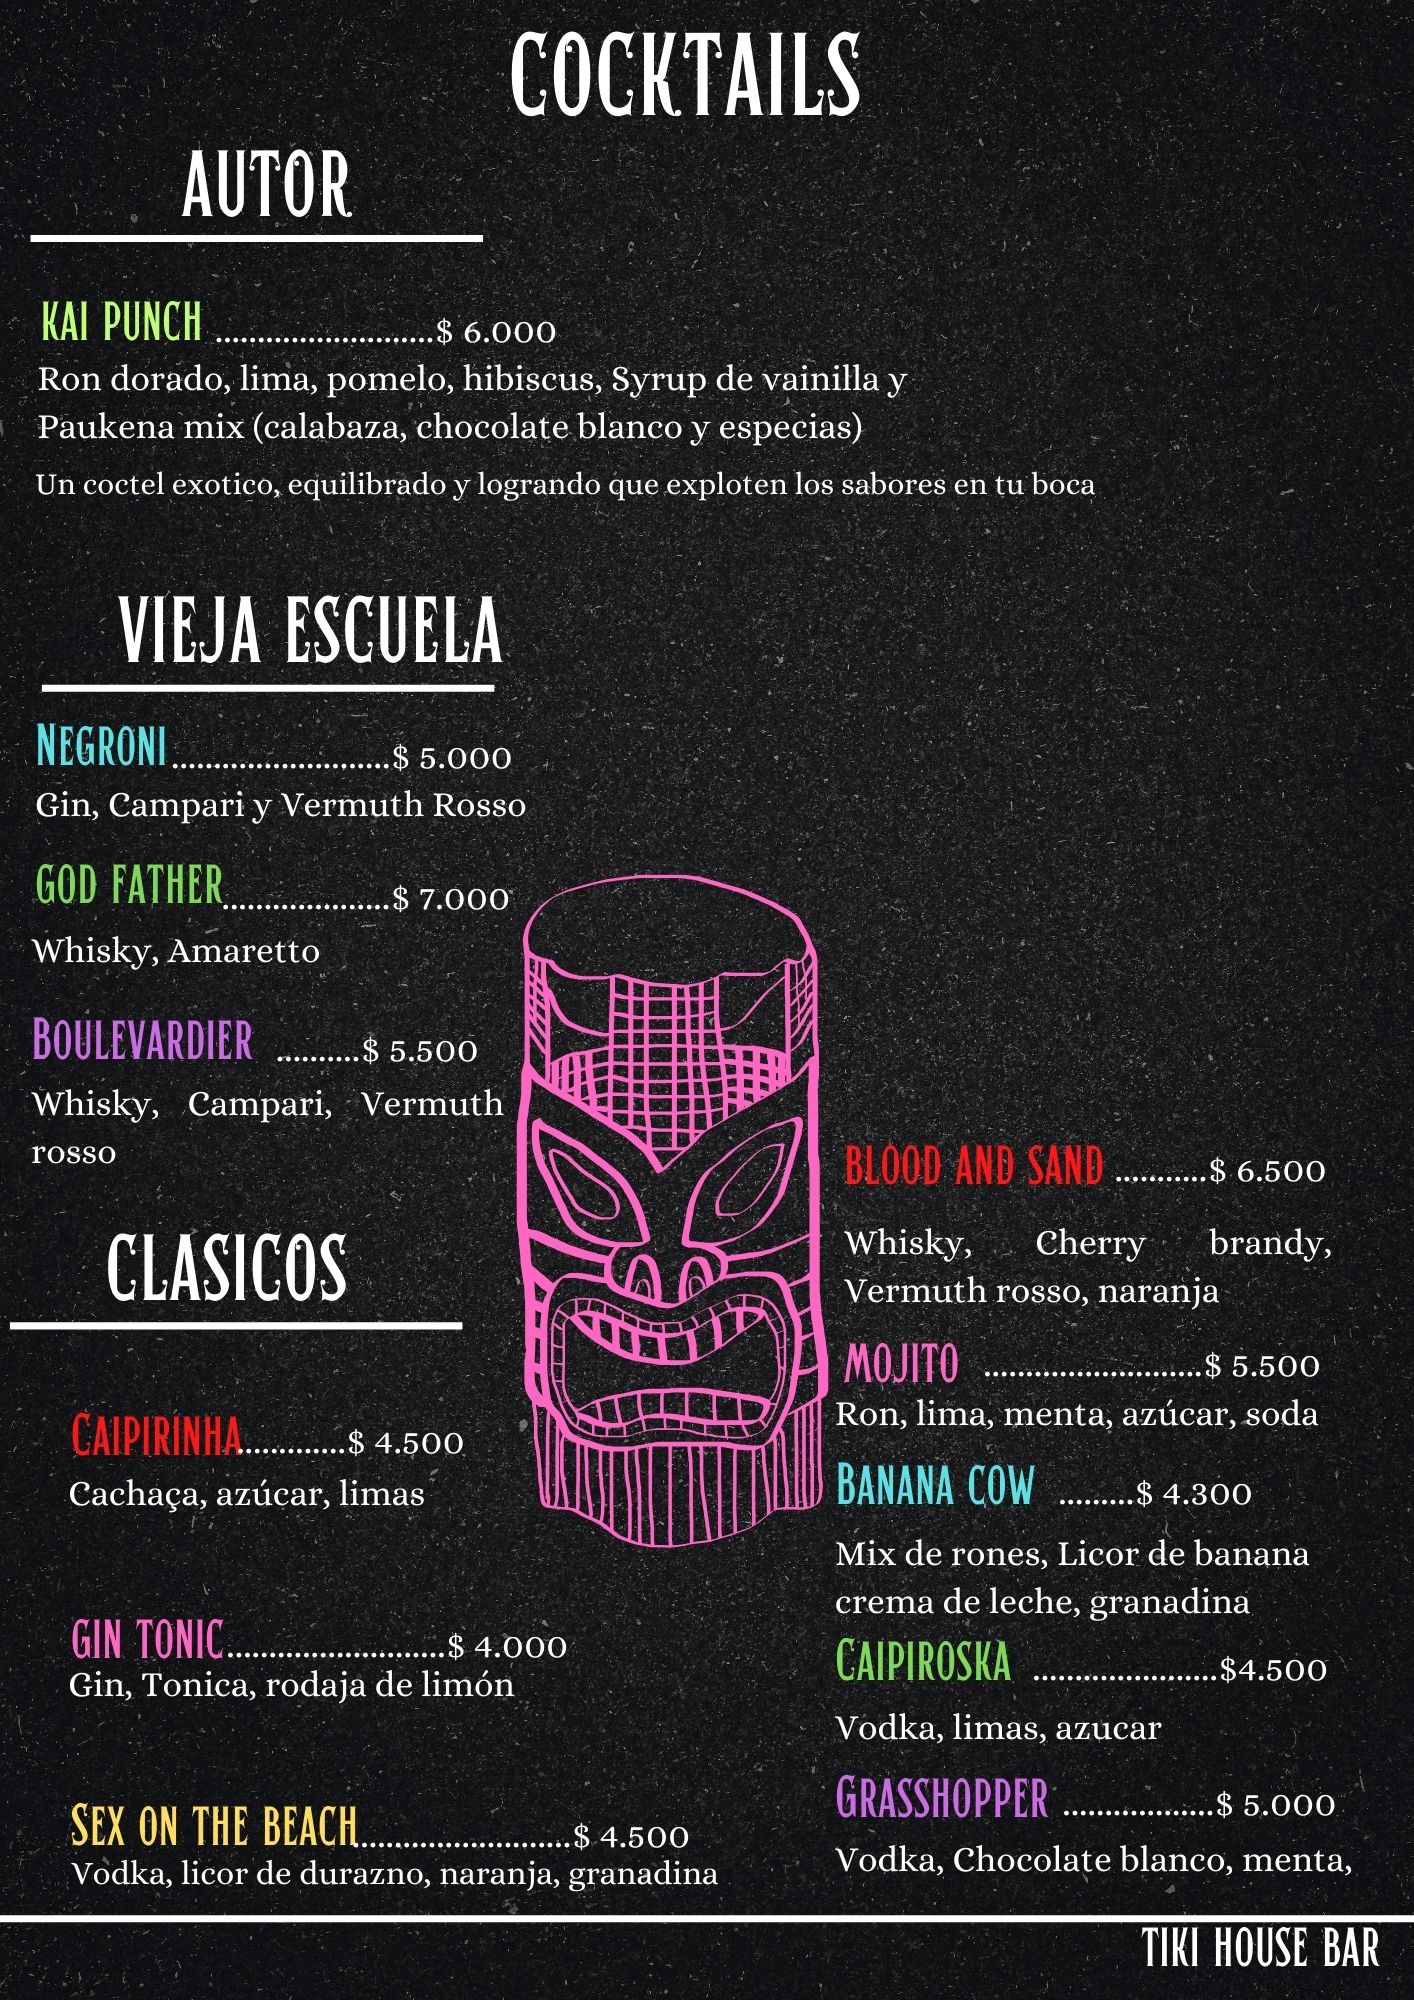 COCKTAILS
AUTOR
KAI PUNCH ..........................$ 6.000
Ron dorado, lima, pomelo, hibiscus, Syrup de vainilla y
Paukena mix (calabaza, chocolate blanco y especias)
Un coctel exotico, equilibrado y logrando que exploten los sabores en tu boca
VIEJA ESCUELA
NEGRONI ..........................$ 5.000
Gin, Campari y Vermuth Rosso
GOD FATHER ....................$ 7.000
Whisky, Amaretto
BOULEVARDIER ..........$ 5.500
Whisky, Campari, Vermuth
rosso
CLASICOS
CAIPIRINHA .............$ 4.500
Cachaça, azúcar, limas
GIN TONIC ..........................$ 4.000
Gin, Tonica, rodaja de limón
SEX ON THE BEACH ..........................$ 4.500
Vodka, licor de durazno, naranja, granadina
BLOOD AND SAND ...........$ 6.500
Whisky, Cherry brandy,
Vermuth rosso, naranja
MOJITO ..........................$ 5.500
Ron, lima, menta, azúcar, soda
BANANA COW .........$ 4.300
Mix de rones, Licor de banana
crema de leche, granadina
CAIPIROSKA ......................$4.500
Vodka, limas, azucar
GRASSHOPPER ..................$ 5.000
Vodka, Chocolate blanco, menta,
TIKI HOUSE BAR